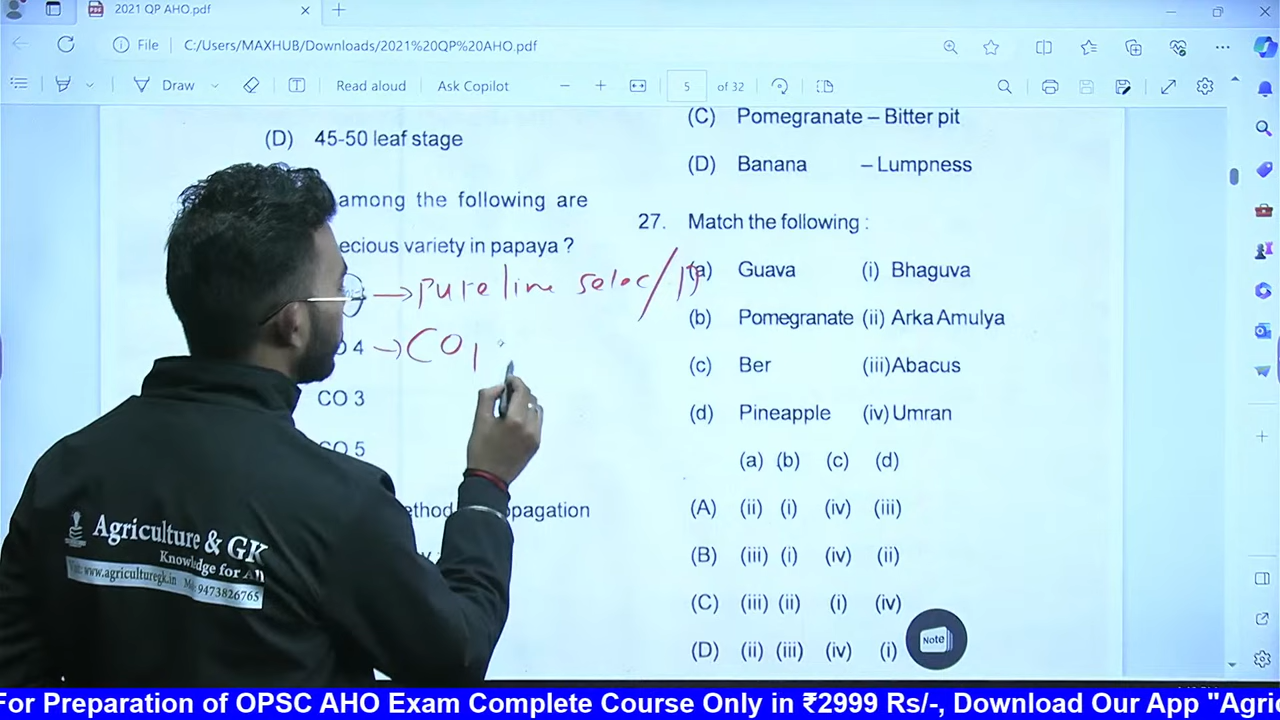 2021 QP AHO.pdf
File C:/Users/MAXHUB/Downloads/2021%20QP%20AHO.pdf
Draw Read aloud Ask Copilot 5 of 32
(D) 45-50 leaf stage
among the following are
ecious variety in papaya ?
→ pure line selec/
4 → CO1
CO 3
CO 5
ethod
pagation
(C) Pomegranate – Bitter pit
(D) Banana – Lumpness
27. Match the following :
(a) Guava (i) Bhaguva
(b) Pomegranate (ii) Arka Amulya
(c) Ber (iii) Abacus
(d) Pineapple (iv) Umran
(a) (b) (c) (d)
(A) (ii) (i) (iv) (iii)
(B) (iii) (i) (iv) (ii)
(C) (iii) (ii) (i) (iv)
(D) (ii) (iii) (iv) (i)
Note
Agriculture & GK
Knowledge for All
www.agriculturegk.in 9473826765
For Preparation of OPSC AHO Exam Complete Course Only in ₹2999 Rs/-, Download Our App "Agric